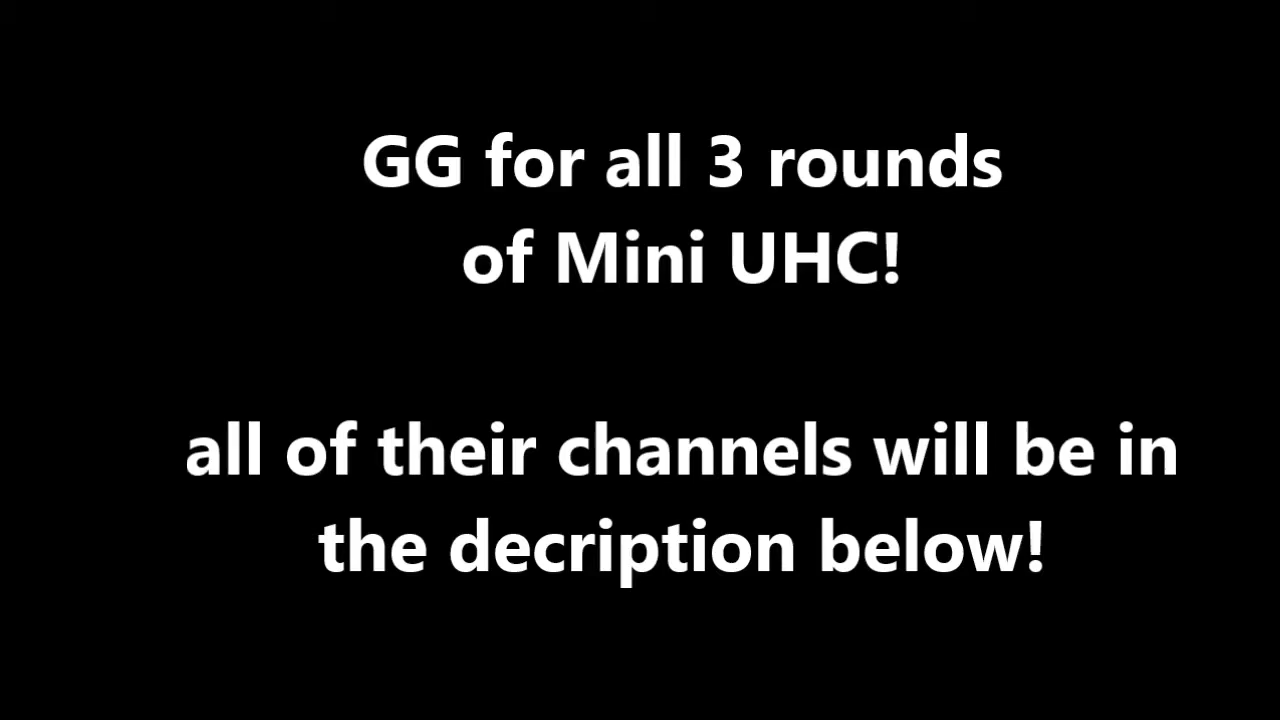 GG for all 3 rounds
of Mini UHC!
all of their channels will be in
the decription below!